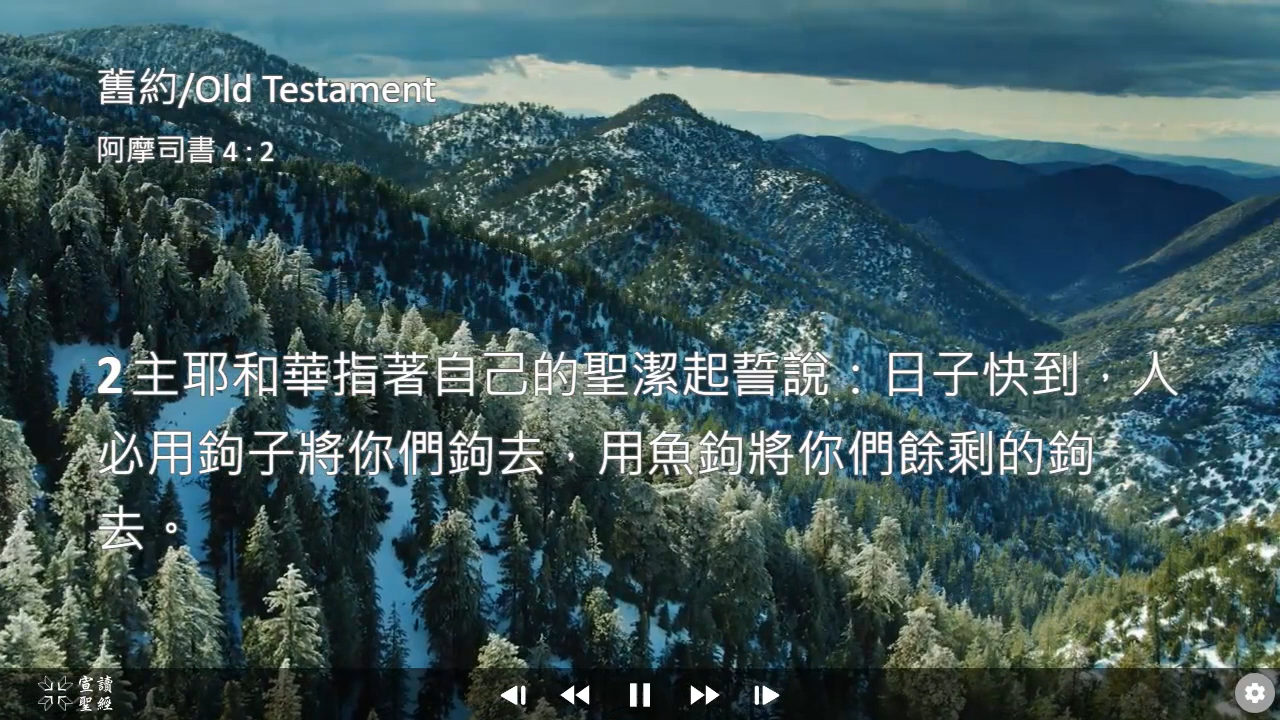 舊約/Old Testament
阿摩司書 4 : 2
2 主耶和華指著自己的聖潔起誓說：日子快到，人
必用鉤子將你們鉤去，用魚鉤將你們餘剩的鉤
去。
宣讀
聖經